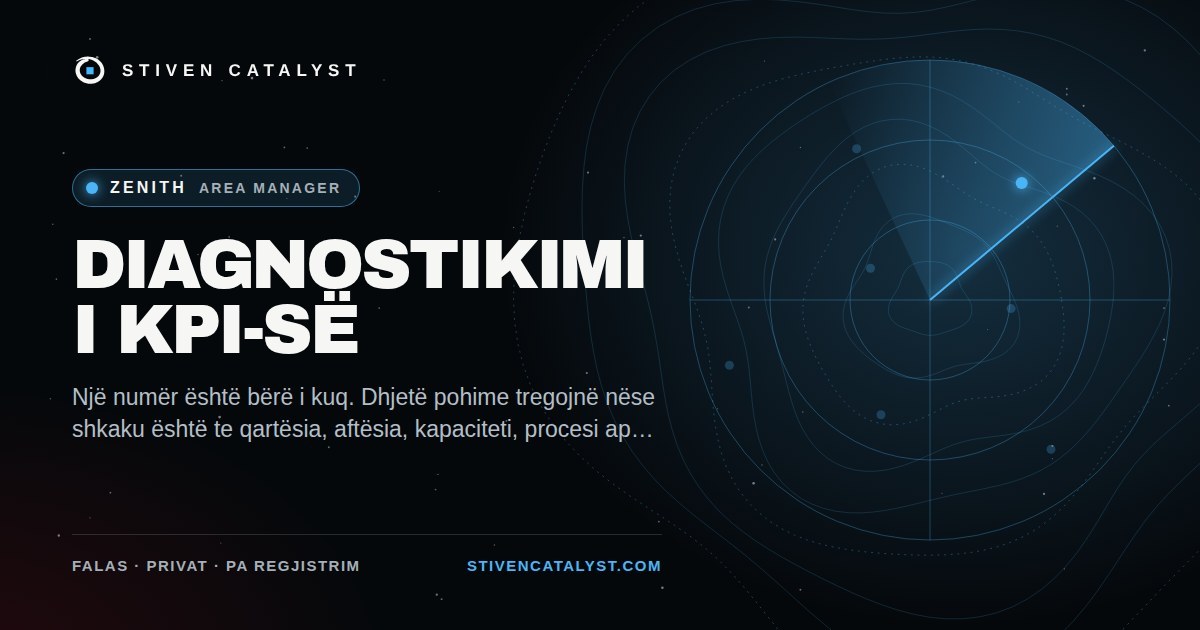 STIVEN CATALYST
ZENITH AREA MANAGER
DIAGNOSTIKIMI
I KPI-SË
Një numër është bërë i kuq. Dhjetë pohime tregojnë nëse
shkaku është te qartësia, aftësia, kapaciteti, procesi ap…
FALAS · PRIVAT · PA REGJISTRIM
STIVENCATALYST.COM